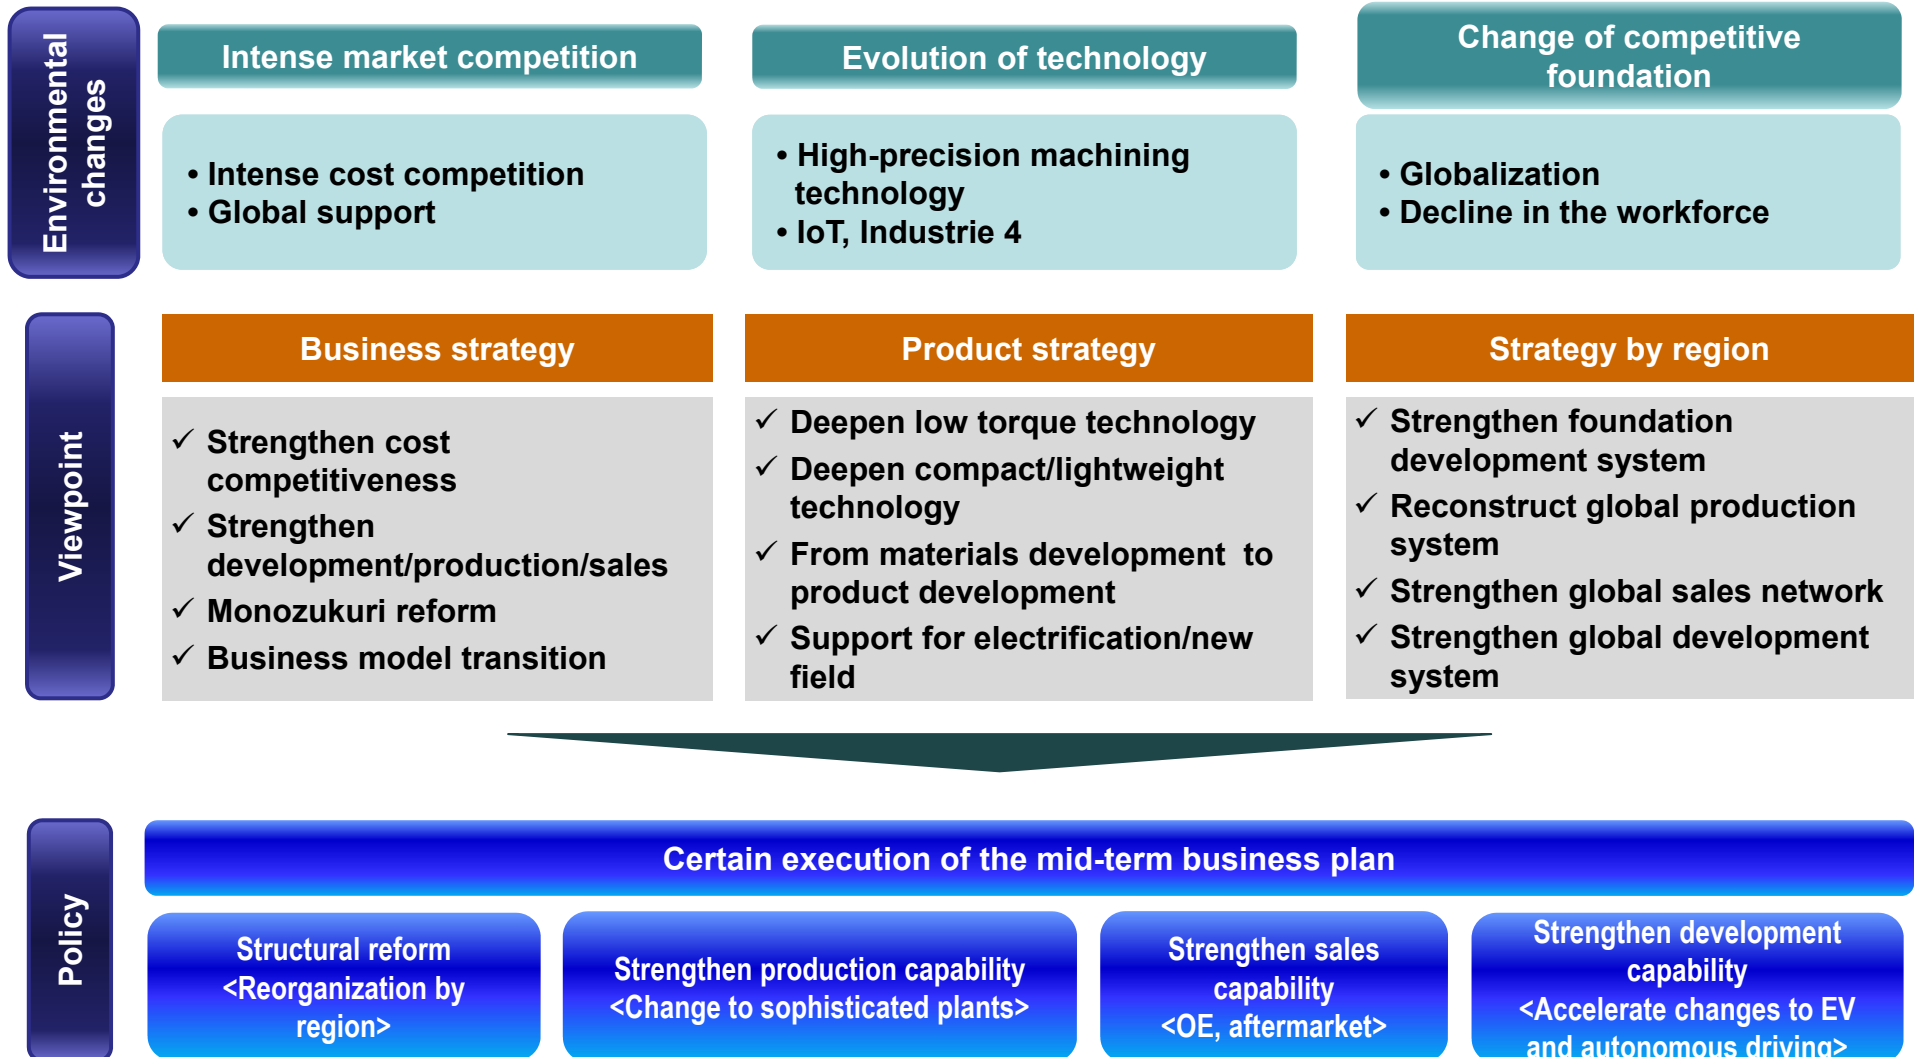 Environmental
changes
Intense market competition
Evolution of technology
Change of competitive
foundation
• Intense cost competition
• Global support
• High-precision machining
technology
• IoT, Industrie 4
• Globalization
• Decline in the workforce
Viewpoint
Business strategy
Product strategy
Strategy by region
✓ Strengthen cost
competitiveness
✓ Strengthen
development/production/sales
✓ Monozukuri reform
✓ Business model transition
✓ Deepen low torque technology
✓ Deepen compact/lightweight
technology
✓ From materials development  to
product development
✓ Support for electrification/new
field
✓ Strengthen foundation
development system
✓ Reconstruct global production
system
✓ Strengthen global sales network
✓ Strengthen global development
system
Policy
Certain execution of the mid-term business plan
Structural reform
<Reorganization by
region>
Strengthen production capability
<Change to sophisticated plants>
Strengthen sales
capability
<OE, aftermarket>
Strengthen development
capability
<Accelerate changes to EV
and autonomous driving>